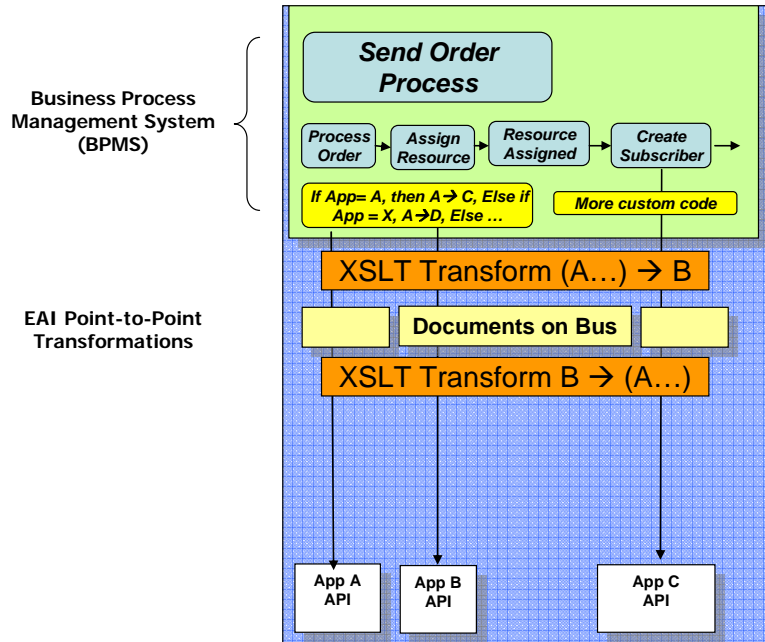 Send Order
Process
Business Process
Management System
(BPMS)
Process
Order
Assign
Resource
Resource
Assigned
Create
Subscriber
If App= A, then A→ C, Else if
App = X, A→D, Else …
More custom code
XSLT Transform (A…) → B
EAI Point-to-Point
Transformations
Documents on Bus
XSLT Transform B → (A…)
App A
API
App B
API
App C
API